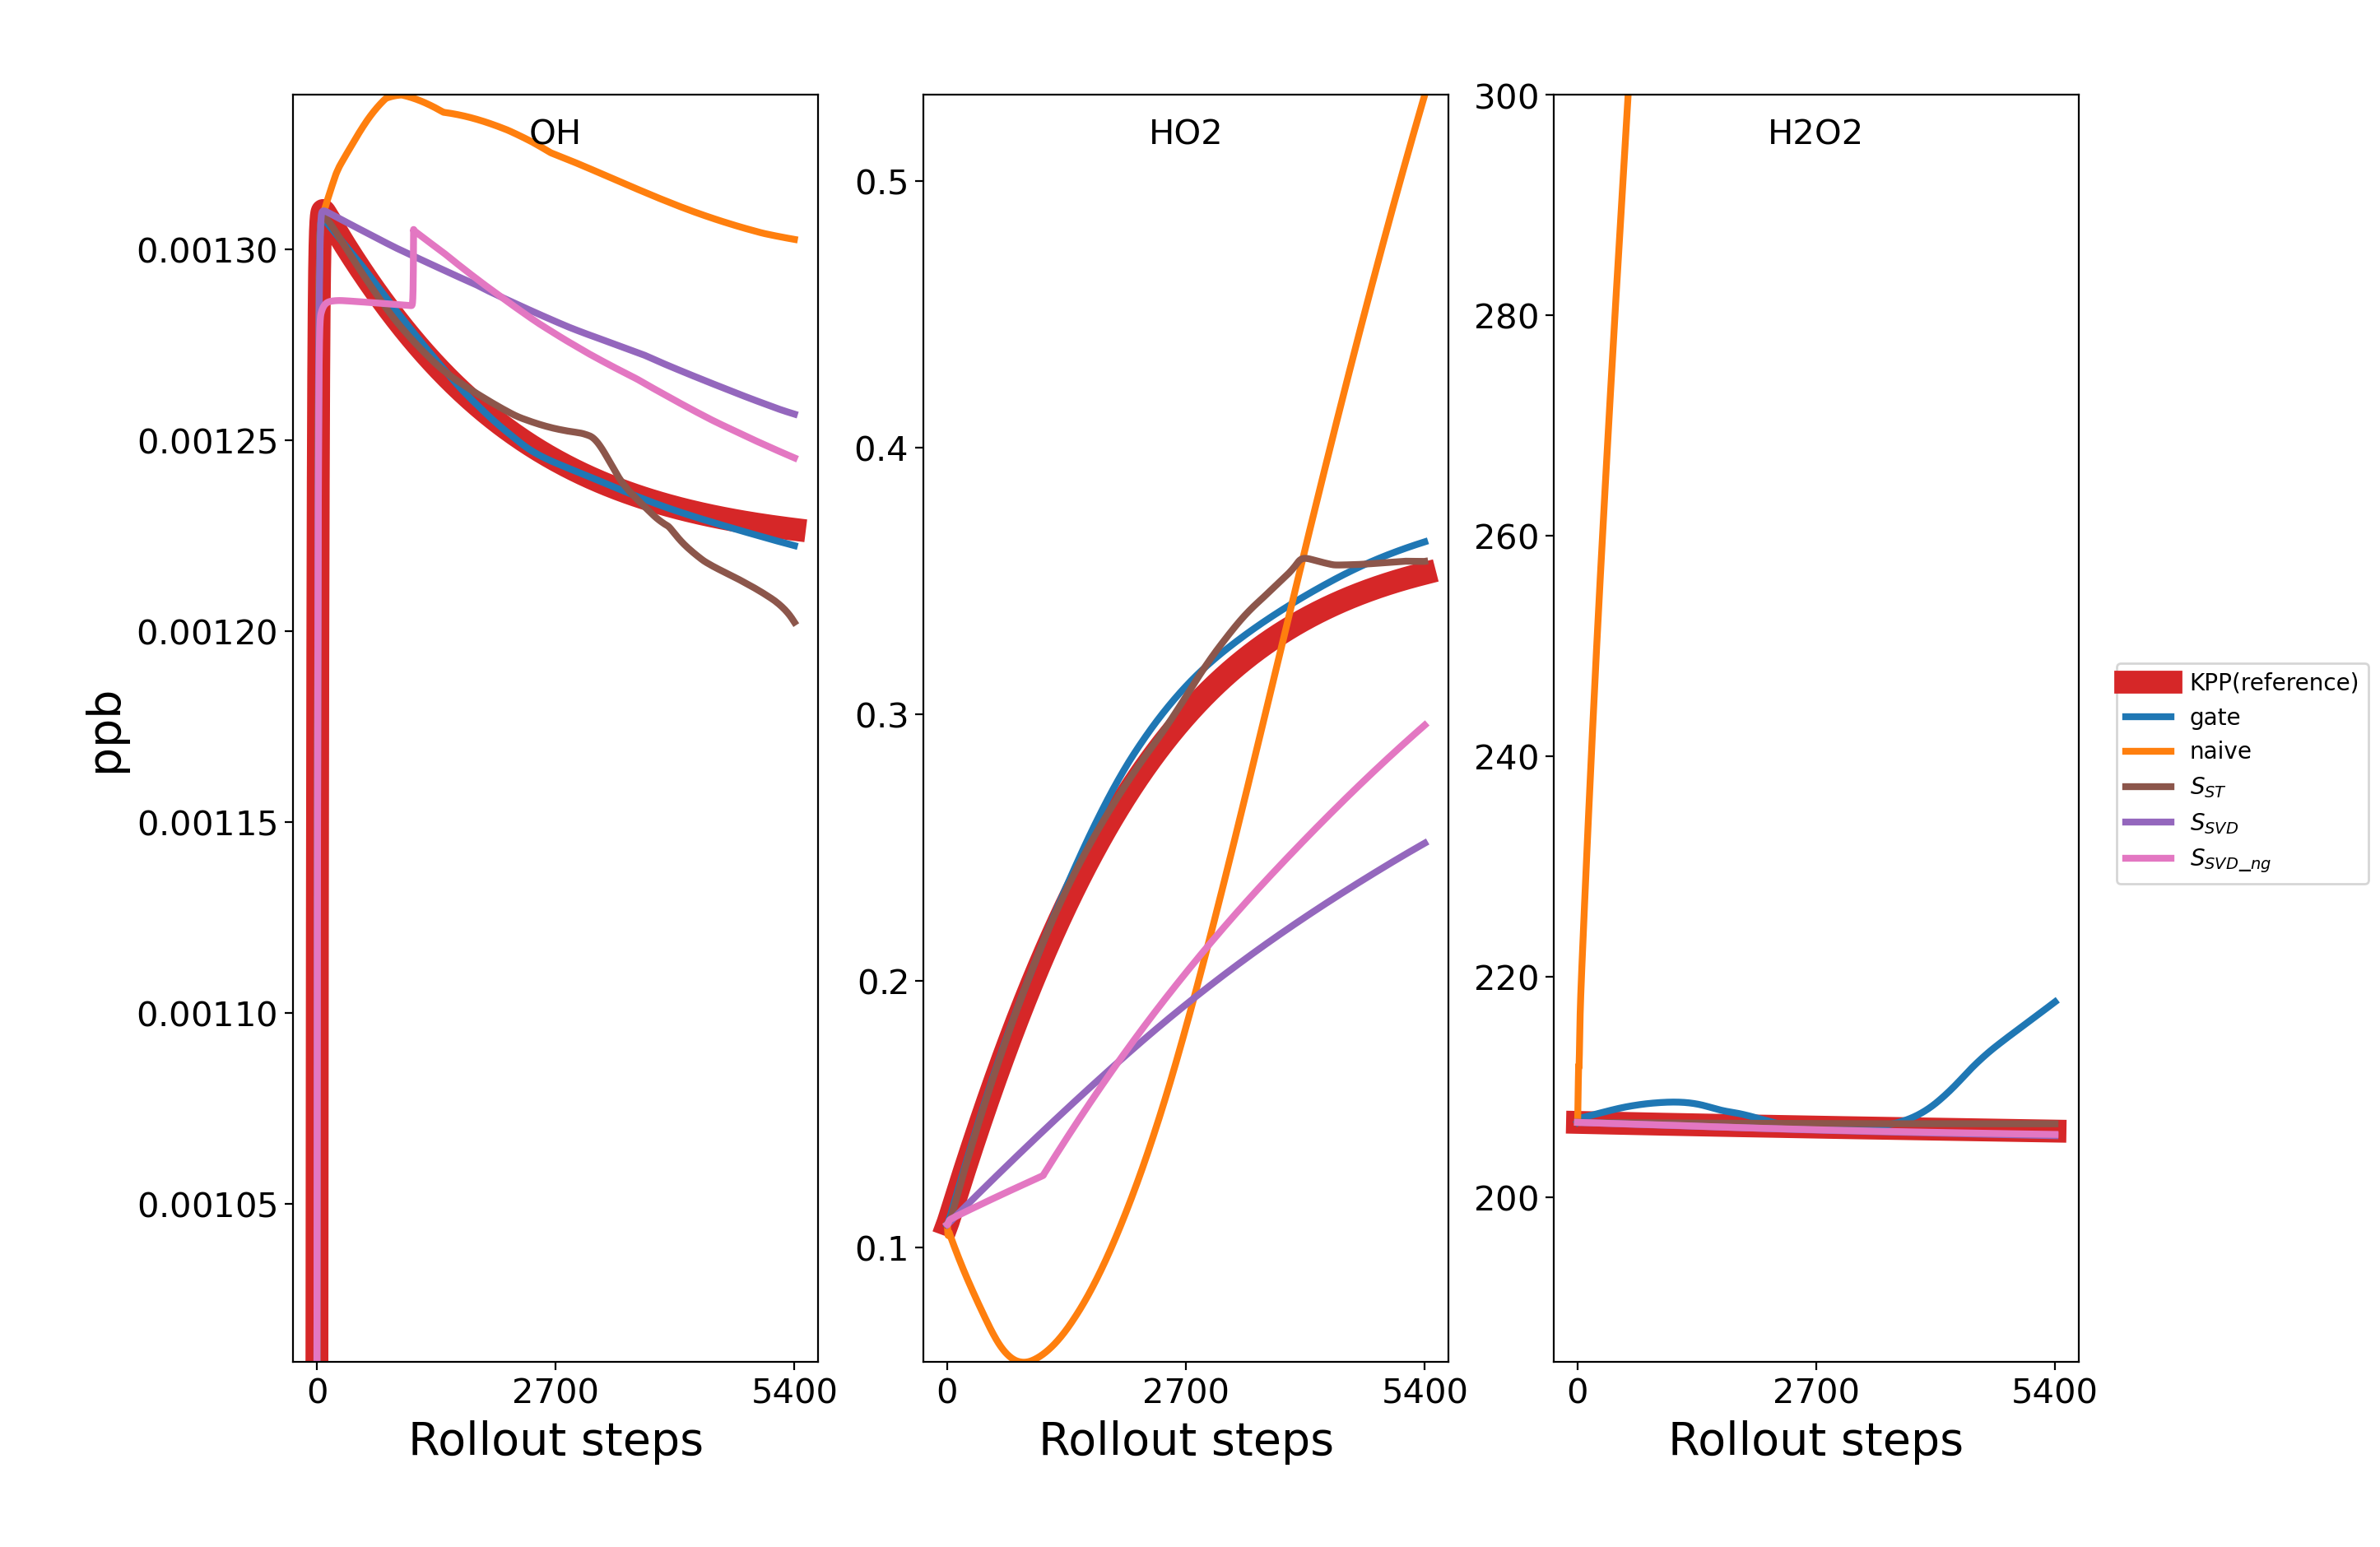 OH
HO2
H2O2
ppb
0.00130
0.00125
0.00120
0.00115
0.00110
0.00105
0.5
0.4
0.3
0.2
0.1
300
280
260
240
220
200
0 2700 5400
0 2700 5400
0 2700 5400
Rollout steps
Rollout steps
Rollout steps
KPP(reference)
gate
naive
S_ST
S_SVD
S_SVD_ng